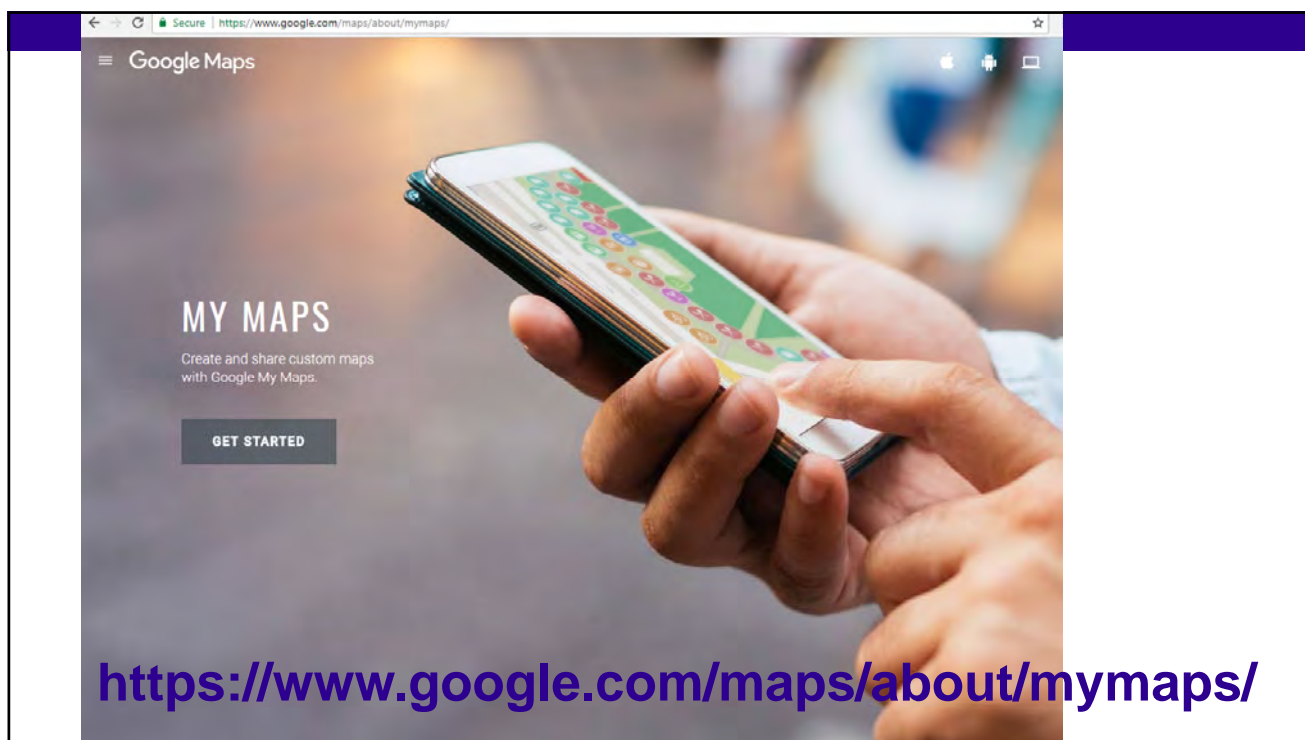 Secure | https://www.google.com/maps/about/mymaps/
Google Maps
MY MAPS
Create and share custom maps
with Google My Maps.
GET STARTED
https://www.google.com/maps/about/mymaps/